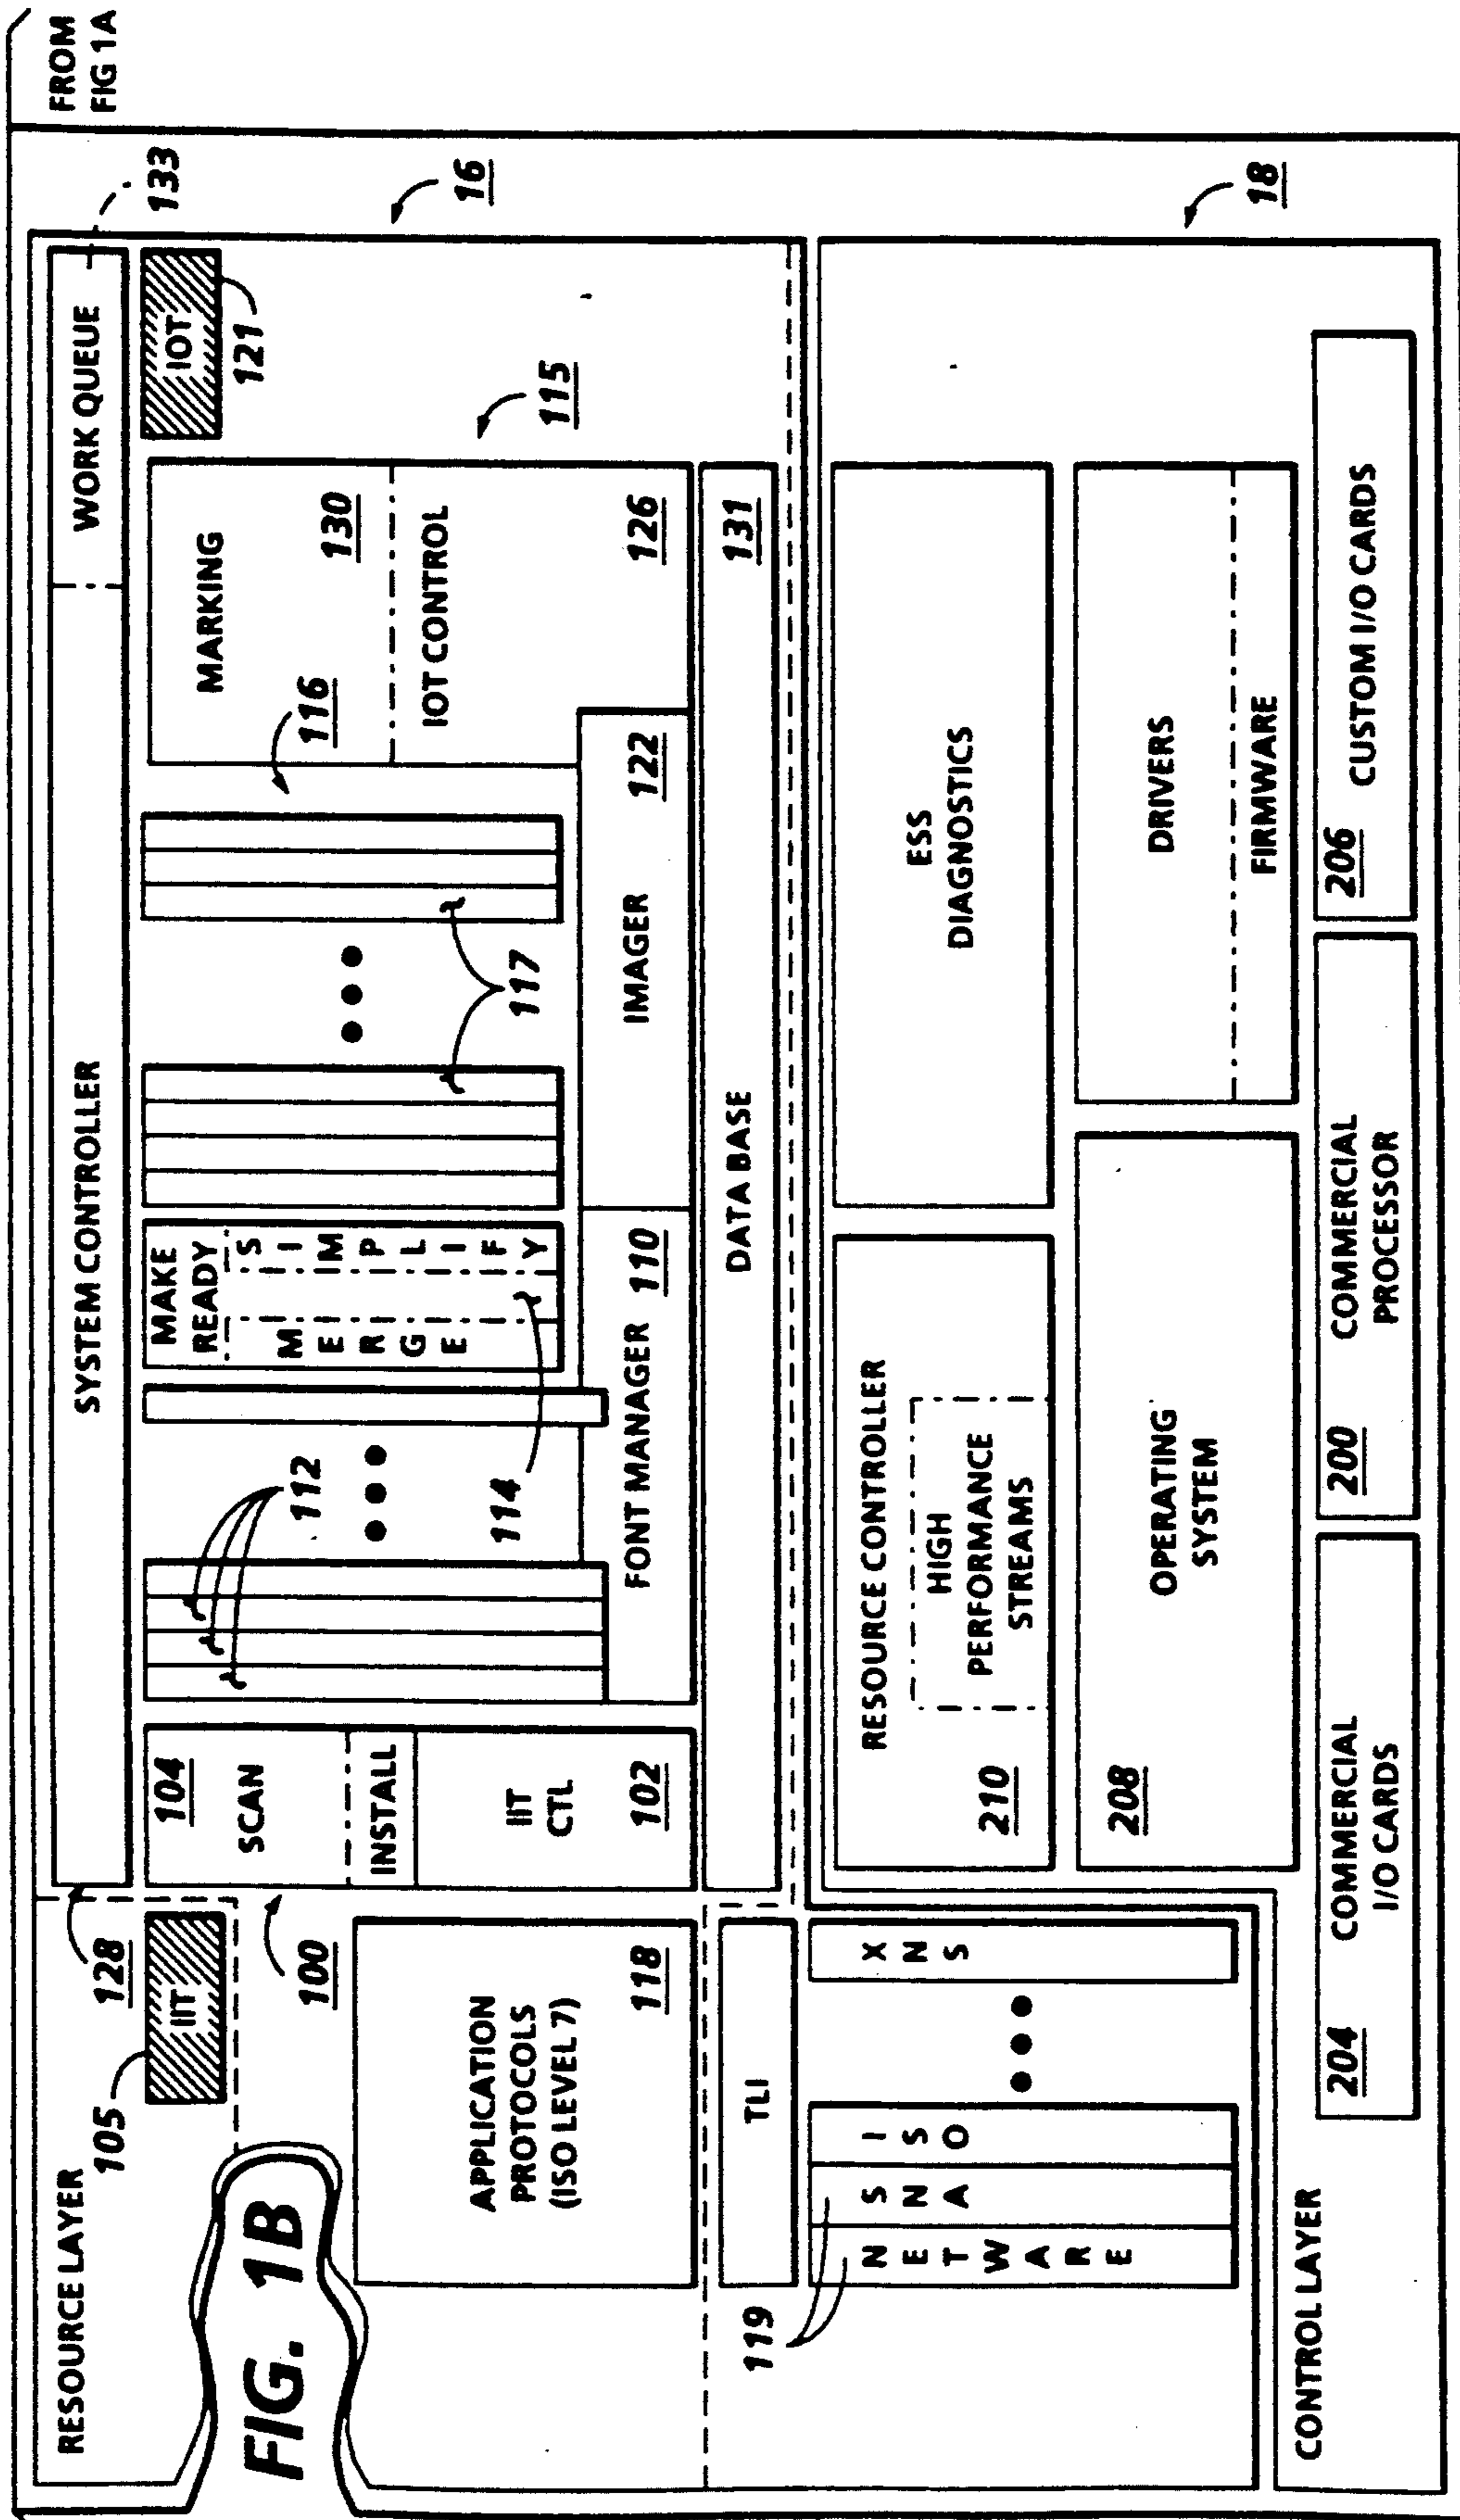 FROM
FIG 1A
RESOURCE LAYER
128
SYSTEM CONTROLLER
WORK QUEUE
133
105
IIT
100
104
SCAN
INSTALL
IIT
CTL
102
112
MAKE
READY
MERGE
SIMPLIFY
114
117
116
MARKING
130
IOT CONTROL
126
IOT
121
16
115
FIG. 1B
APPLICATION
PROTOCOLS
(ISO LEVEL 7)
118
FONT MANAGER
110
IMAGER
122
DATA BASE
131
TLI
119
NETWARE
SNA
ISO
XNS
RESOURCE CONTROLLER
HIGH
PERFORMANCE
STREAMS
210
ESS
DIAGNOSTICS
18
OPERATING
SYSTEM
208
DRIVERS
FIRMWARE
CONTROL LAYER
204
COMMERCIAL
I/O CARDS
200
COMMERCIAL
PROCESSOR
206
CUSTOM I/O CARDS